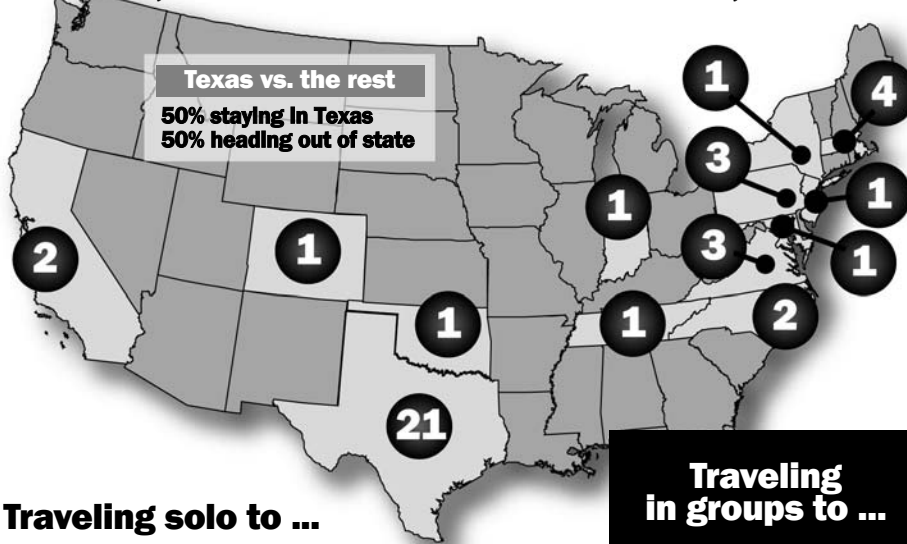 Texas vs. the rest
50% staying in Texas
50% heading out of state
1
4
3
1
1
3
1
2
1
1
1
2
21
Traveling
in groups to ...
Traveling solo to ...